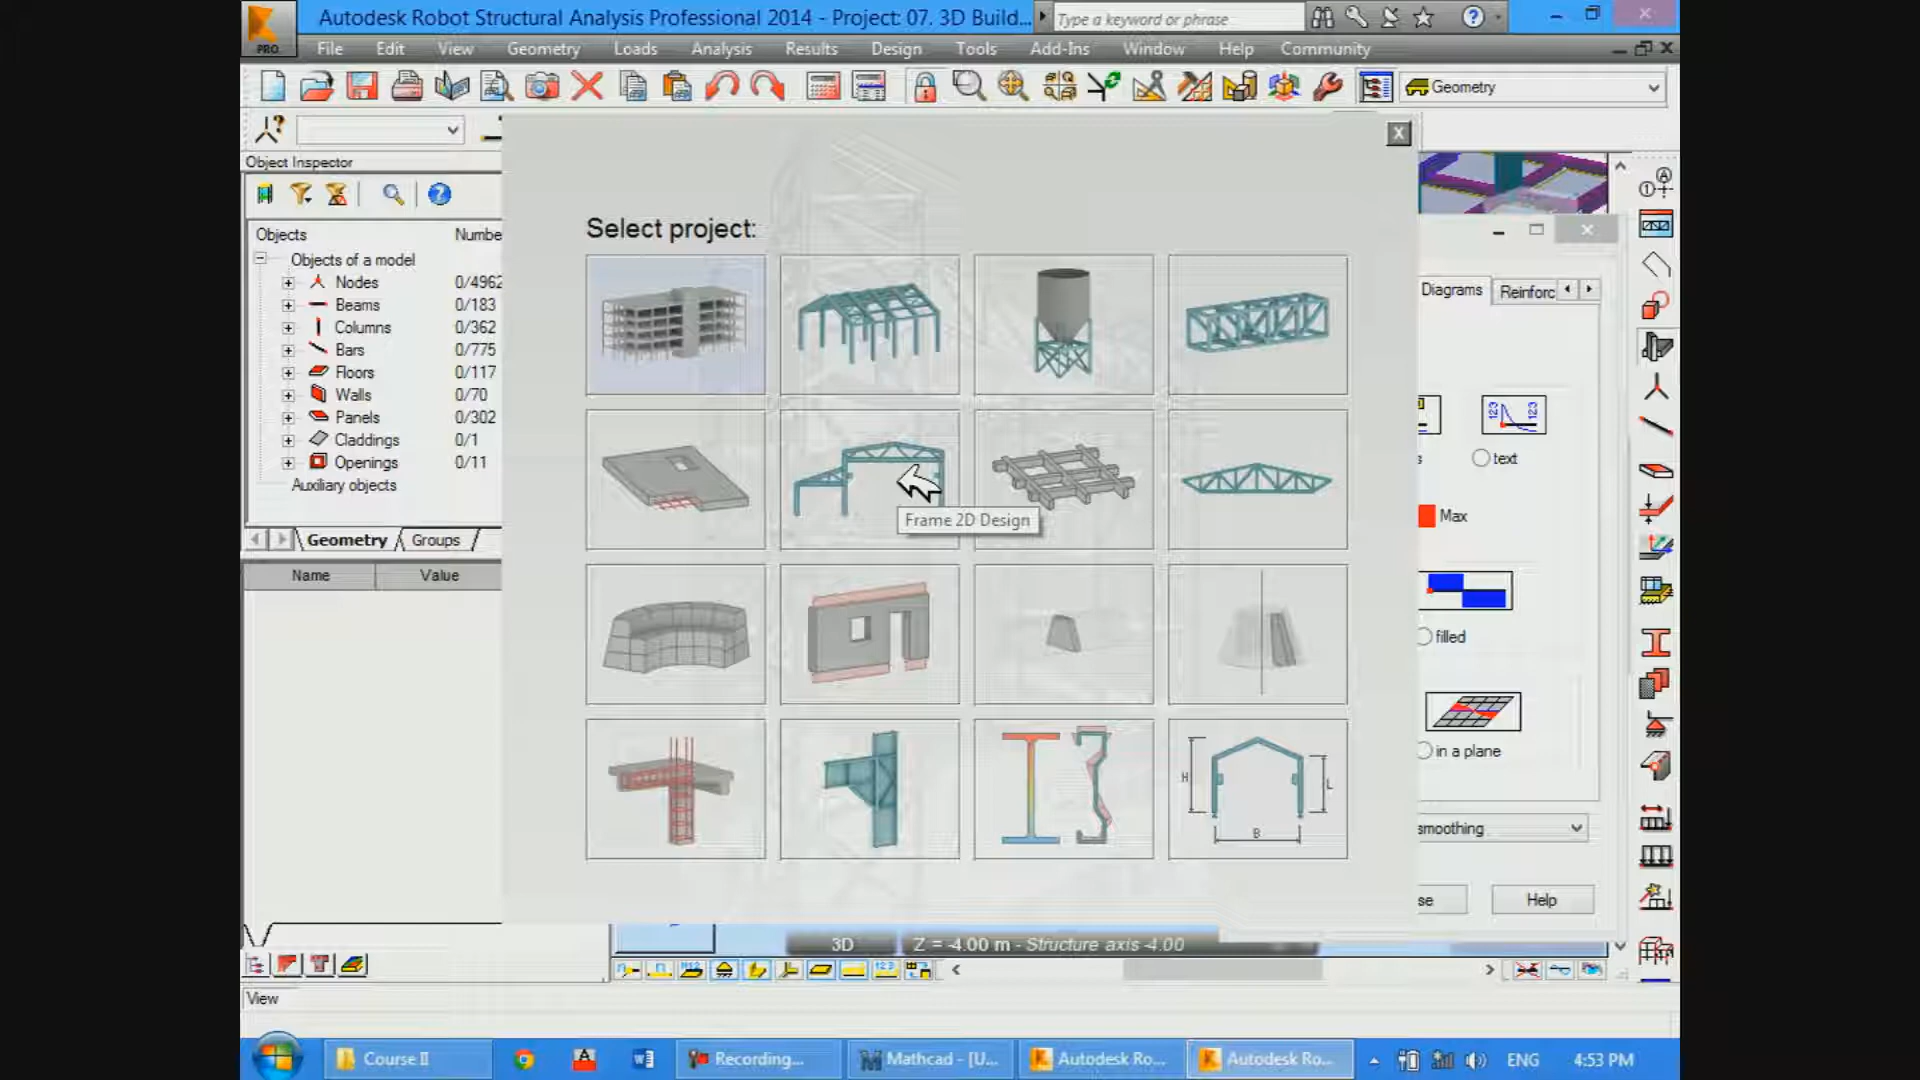 Autodesk Robot Structural Analysis Professional 2014 - Project: 07. 3D Build...
Type a keyword or phrase
PRO
File Edit View Geometry Loads Analysis Results Design Tools Add-Ins Window Help Community
Geometry
Object Inspector
Objects Numbe
Objects of a model
Nodes 0/4962
Beams 0/183
Columns 0/362
Bars 0/775
Floors 0/117
Walls 0/70
Panels 0/302
Claddings 0/1
Openings 0/11
Auxiliary objects
Geometry Groups
Name Value
Select project:
X
Frame 2D Design
H
L
B
Diagrams Reinforc
text
Max
filled
in a plane
smoothing
se Help
3D Z = -4.00 m - Structure axis -4.00
View
Course II
Recording...
Mathcad - [U...
Autodesk Ro...
Autodesk Ro...
ENG 4:53 PM